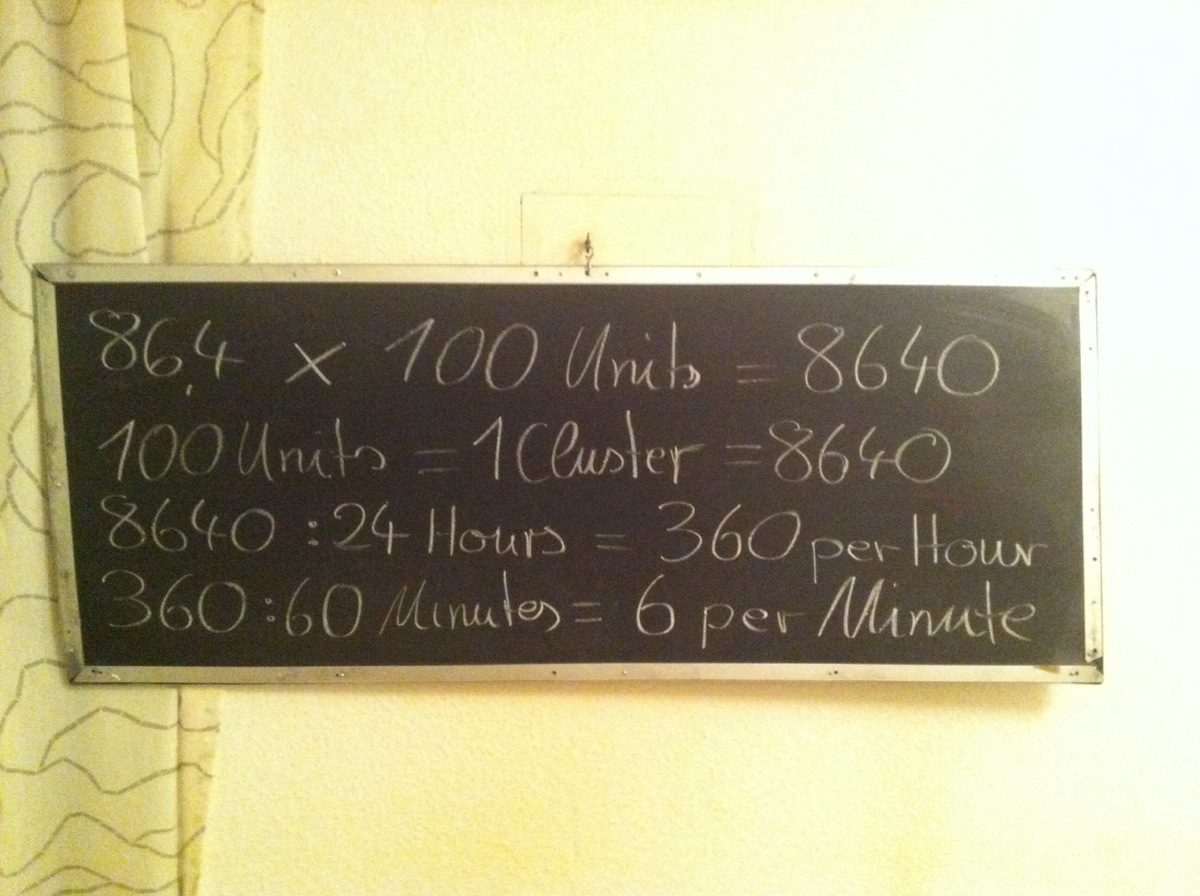 86,4 x 100 Units = 8640
100 Units = 1 Cluster = 8640
8640 : 24 Hours = 360 per Hour
360 : 60 Minutes = 6 per Minute